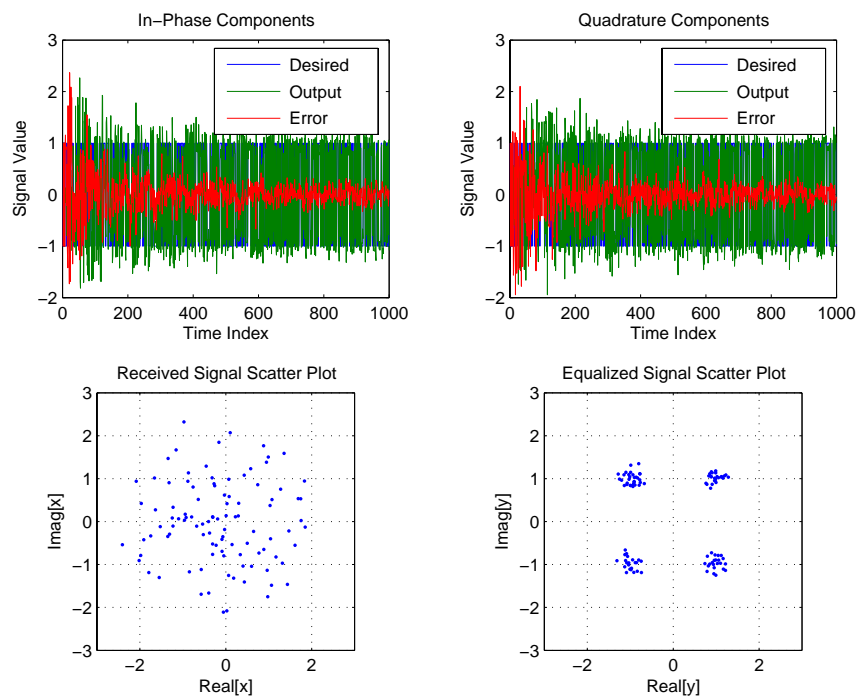 In−Phase Components
3
2
1
0
−1
−2
Signal Value
Desired
Output
Error
0
200
400
600
800
1000
Time Index
Quadrature Components
3
2
1
0
−1
−2
Signal Value
Desired
Output
Error
0
200
400
600
800
1000
Time Index
Received Signal Scatter Plot
3
2
1
0
−1
−2
−3
Imag[x]
−2
0
2
Real[x]
Equalized Signal Scatter Plot
3
2
1
0
−1
−2
−3
Imag[y]
−2
0
2
Real[y]